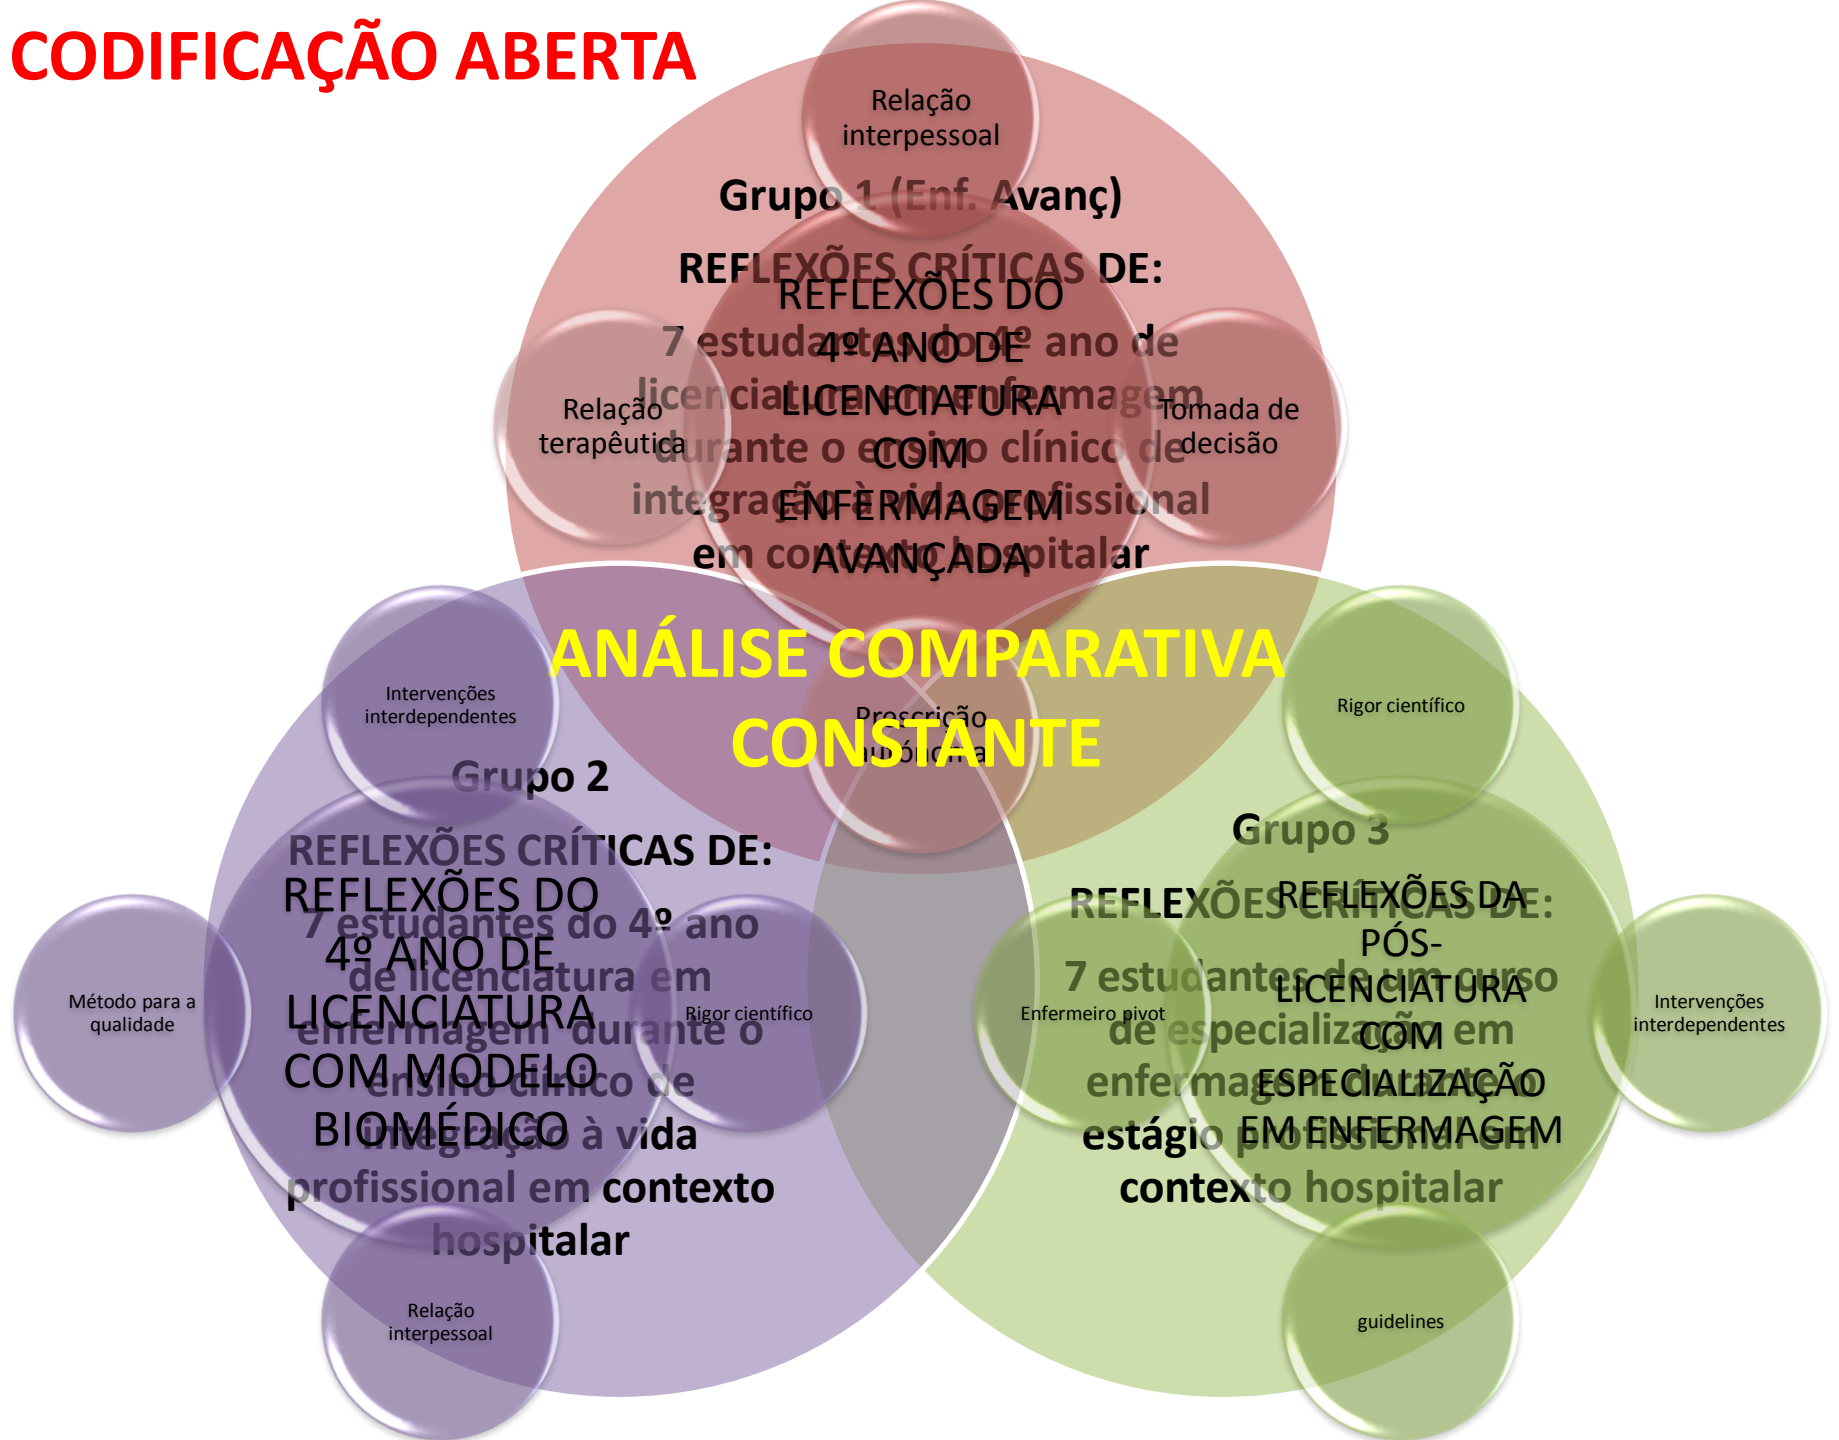 CODIFICAÇÃO ABERTA
Relação
interpessoal
Grupo 1 (Enf. Avanç)
REFLEXÕES CRÍTICAS DE:
7 estudantes do 4º ano de
licenciatura em enfermagem
durante o ensino clínico de
integração à vida profissional
em contexto hospitalar
REFLEXÕES DO
4º ANO DE
LICENCIATURA
COM
ENFERMAGEM
AVANÇADA
Relação
terapêutica
Tomada de
decisão
Prescrição
autónoma
ANÁLISE COMPARATIVA
CONSTANTE
Intervenções
interdependentes
Grupo 2
REFLEXÕES CRÍTICAS DE:
7 estudantes do 4º ano
de licenciatura em
enfermagem durante o
ensino clínico de
integração à vida
profissional em contexto
hospitalar
REFLEXÕES DO
4º ANO DE
LICENCIATURA
COM MODELO
BIOMÉDICO
Método para a
qualidade
Rigor científico
Relação
interpessoal
Rigor científico
Grupo 3
REFLEXÕES CRÍTICAS DE:
7 estudantes de um curso
de especialização em
enfermagem durante o
estágio profissional em
contexto hospitalar
REFLEXÕES DA
PÓS-
LICENCIATURA
COM
ESPECIALIZAÇÃO
EM ENFERMAGEM
Enfermeiro pivot
Intervenções
interdependentes
guidelines